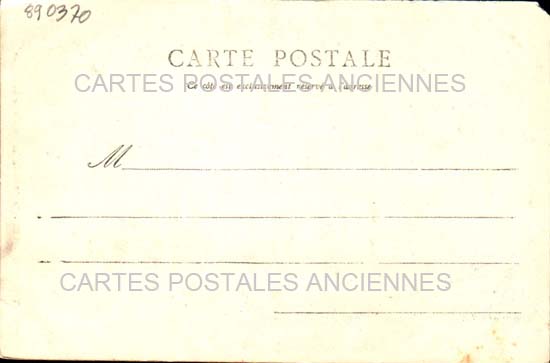 890370
CARTE POSTALE
CARTES POSTALES ANCIENNES
Ce côté est exclusivement réservé à l'adresse
M
CARTES POSTALES ANCIENNES